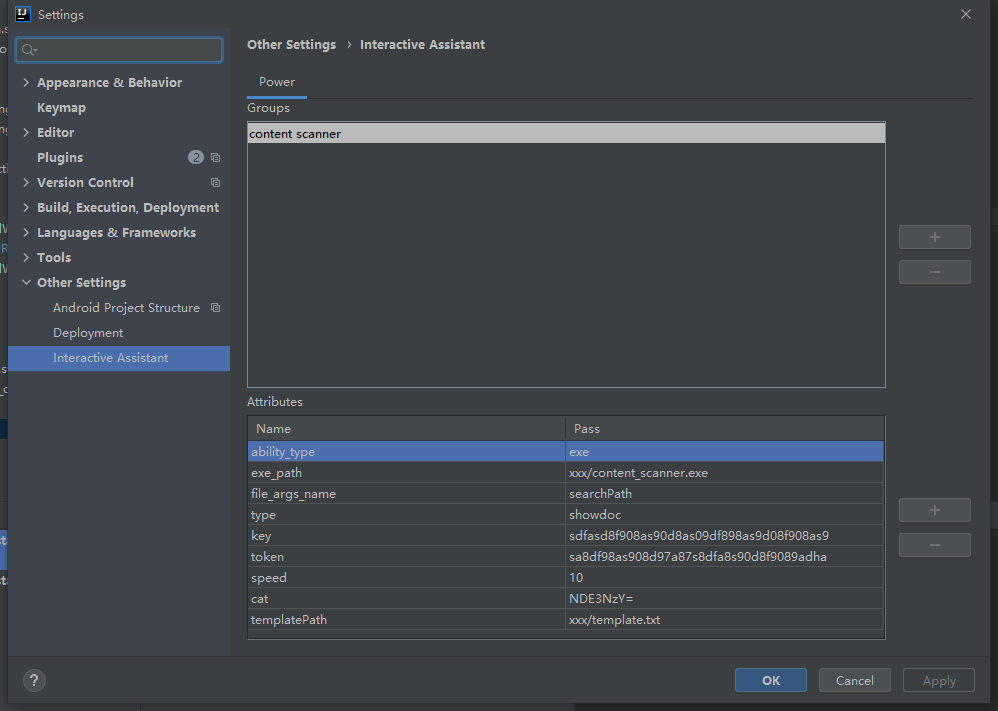 Settings
Other Settings › Interactive Assistant
Appearance & Behavior
Keymap
Editor
Plugins 2
Version Control
Build, Execution, Deployment
Languages & Frameworks
Tools
Other Settings
Android Project Structure
Deployment
Interactive Assistant
Power
Groups
content scanner
+
−
Attributes
Name Pass
ability_type exe
exe_path xxx/content_scanner.exe
file_args_name searchPath
type showdoc
key sdfasd8f908as90d8as09df898as9d08f908as9
token sa8df98as908d97a87s8dfa8s90d8f9089adha
speed 10
cat NDE3NzY=
templatePath xxx/template.txt
+
−
?
OK
Cancel
Apply